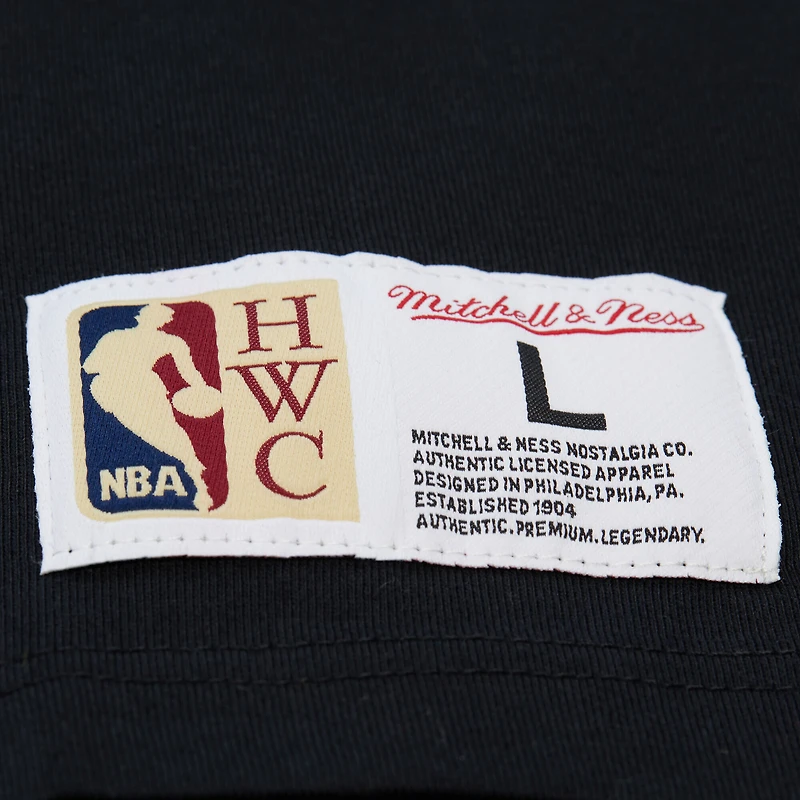 NBA
H
W
C
Mitchell & Ness
L
MITCHELL & NESS NOSTALGIA CO.
AUTHENTIC LICENSED APPAREL
DESIGNED IN PHILADELPHIA, PA.
ESTABLISHED 1904
AUTHENTIC.PREMIUM.LEGENDARY.